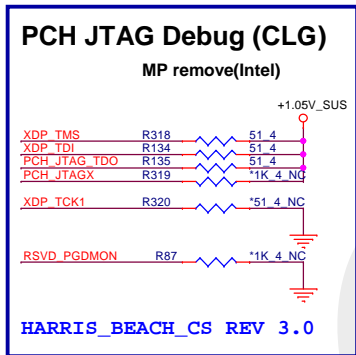 PCH JTAG Debug (CLG)
MP remove(Intel)
+1.05V_SUS
XDP_TMS R318 51_4
XDP_TDI R134 51_4
PCH_JTAG_TDO R135 51_4
PCH_JTAGX R319 *1K_4_NC
XDP_TCK1 R320 *51_4_NC
RSVD_PGDMON R87 *1K_4_NC
HARRIS_BEACH_CS REV 3.0